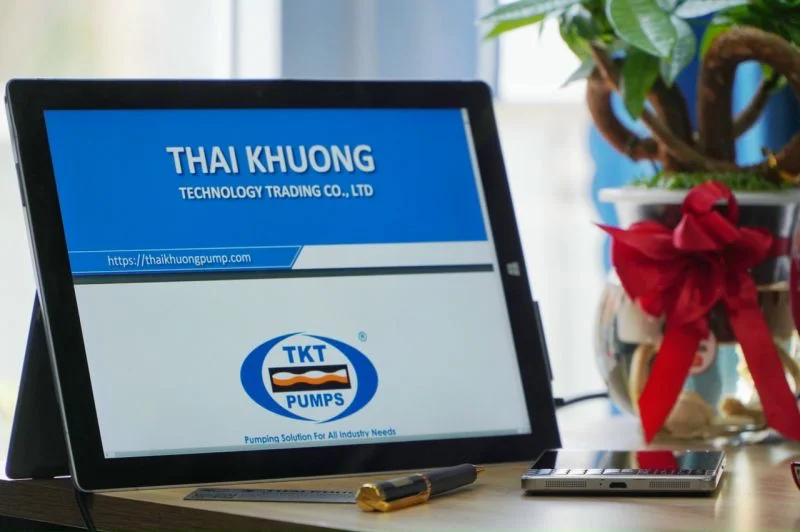 THAI KHUONG
TECHNOLOGY TRADING CO., LTD
https://thaikhuongpump.com
®
TKT
PUMPS
Pumping Solution For All Industry Needs